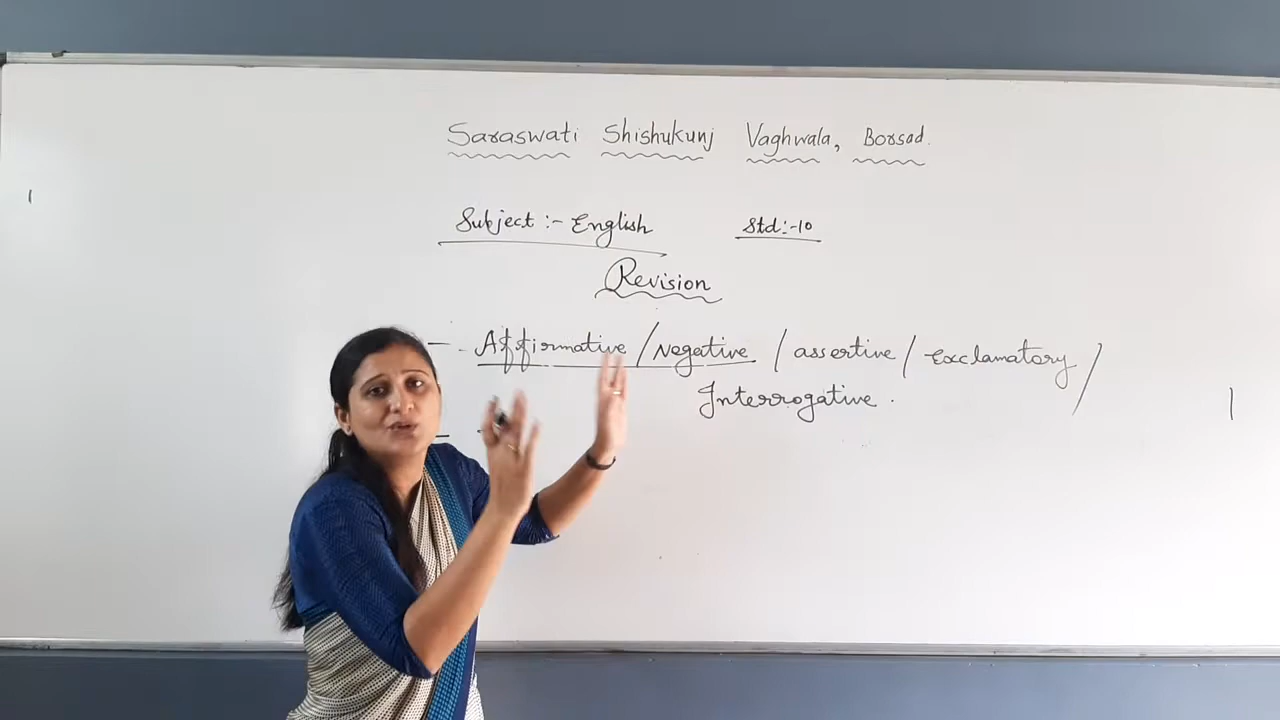 Saraswati Shishukunj Vaghwala, Borsad.
Subject :- English Std:-10
Revision
- Affirmative / Negative / assertive / Exclamatory /
Interrogative.